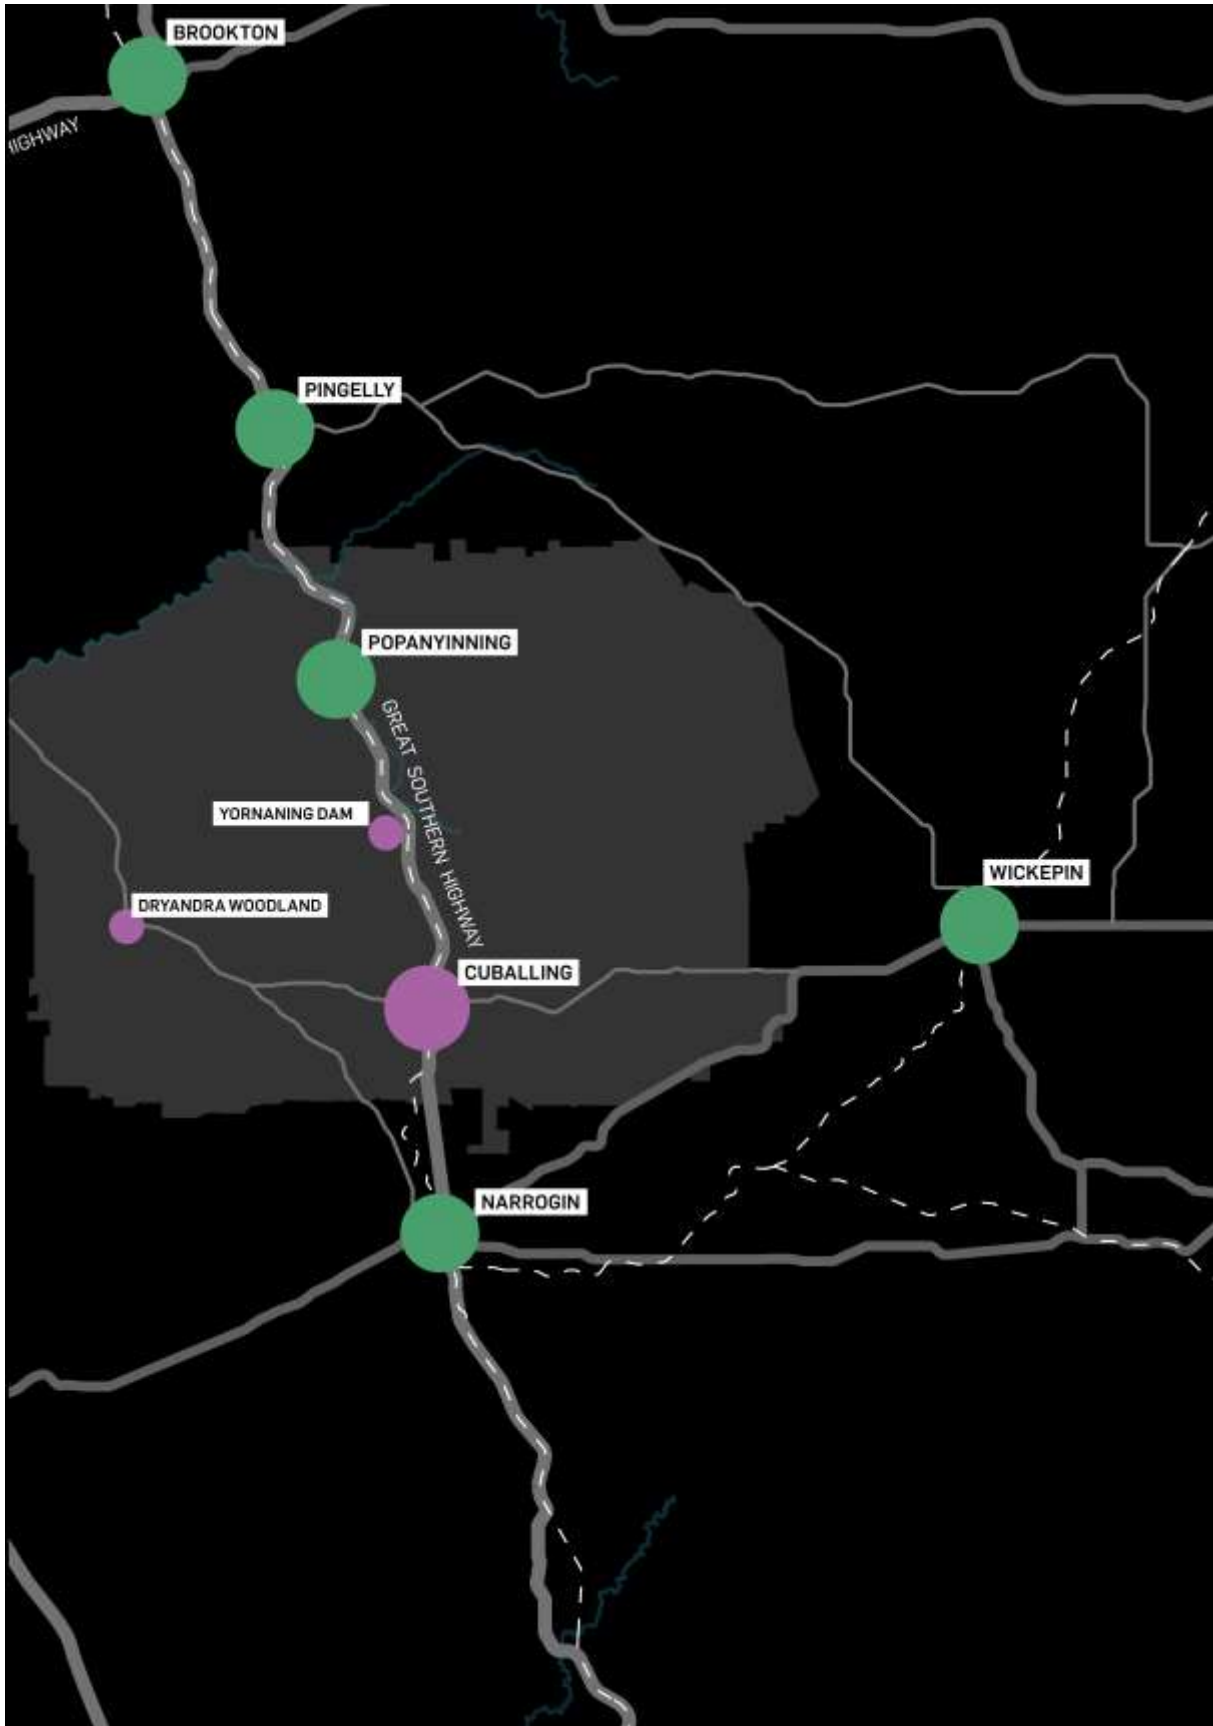 BROOKTON
HIGHWAY
PINGELLY
POPANYINNING
GREAT SOUTHERN HIGHWAY
YORNANING DAM
WICKEPIN
DRYANDRA WOODLAND
CUBALLING
NARROGIN